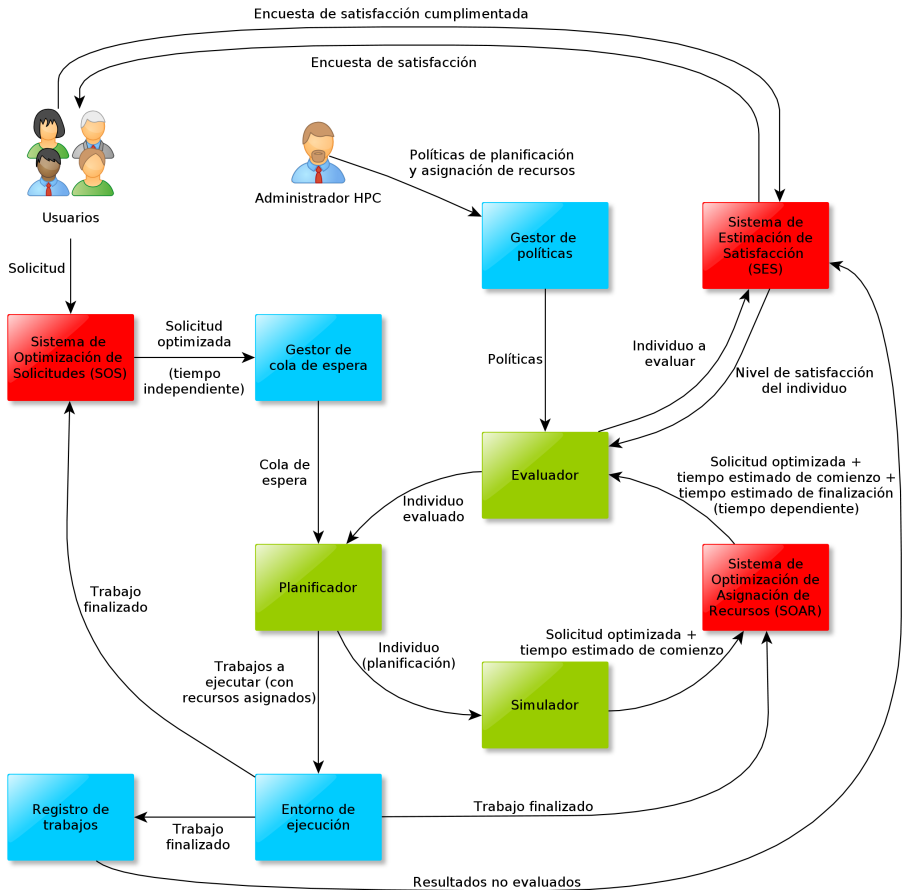 Encuesta de satisfacción cumplimentada
Encuesta de satisfacción
Usuarios
Administrador HPC
Políticas de planificación
y asignación de recursos
Gestor de
políticas
Sistema de
Estimación de
Satisfacción
(SES)
Solicitud
Sistema de
Optimización de
Solicitudes (SOS)
Solicitud
optimizada
(tiempo
independiente)
Gestor de
cola de espera
Políticas
Individuo a
evaluar
Nivel de satisfacción
del individuo
Cola de
espera
Evaluador
Individuo
evaluado
Solicitud optimizada +
tiempo estimado de comienzo +
tiempo estimado de finalización
(tiempo dependiente)
Planificador
Sistema de
Optimización de
Asignación de
Recursos (SOAR)
Trabajo
finalizado
Trabajos a
ejecutar (con
recursos asignados)
Individuo
(planificación)
Solicitud optimizada +
tiempo estimado de comienzo
Simulador
Registro de
trabajos
Trabajo
finalizado
Entorno de
ejecución
Trabajo finalizado
Resultados no evaluados